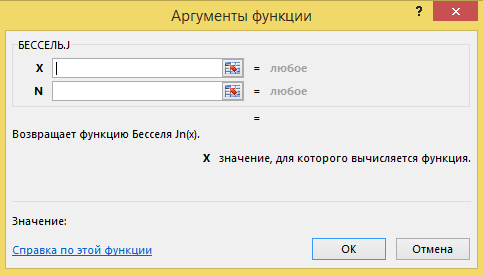 Аргументы функции
?
БЕССЕЛЬ.J
X = любое
N = любое
=
Возвращает функцию Бесселя Jn(x).
X значение, для которого вычисляется функция.
Значение:
Справка по этой функции ОК Отмена